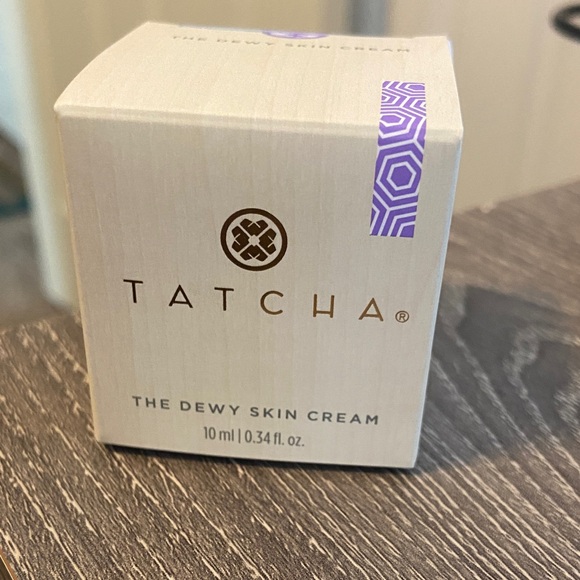 THE DEWY SKIN CREAM
TATCHA®
THE DEWY SKIN CREAM
10 ml | 0.34 fl. oz.